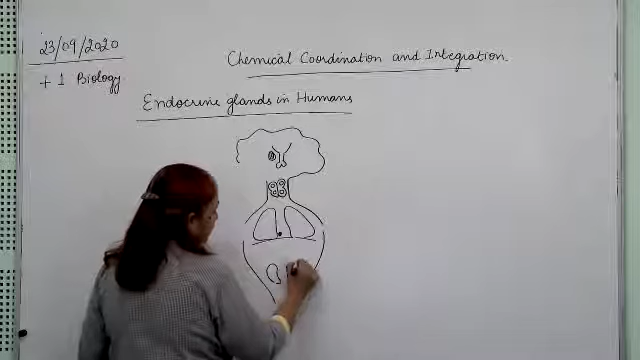 23/09/2020
+1 Biology
Chemical Coordination and Integration.
Endocrine glands in Humans